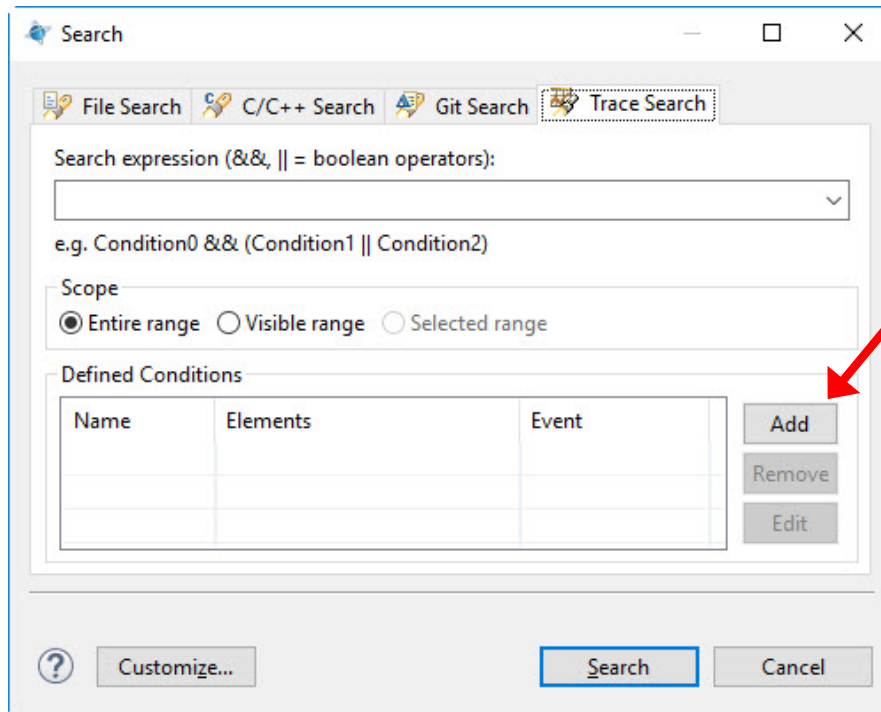 Search
File Search C/C++ Search Git Search Trace Search
Search expression (&&, || = boolean operators):
e.g. Condition0 && (Condition1 || Condition2)
Scope
Entire range Visible range Selected range
Defined Conditions
Name Elements Event
Add
Remove
Edit
? Customize... Search Cancel